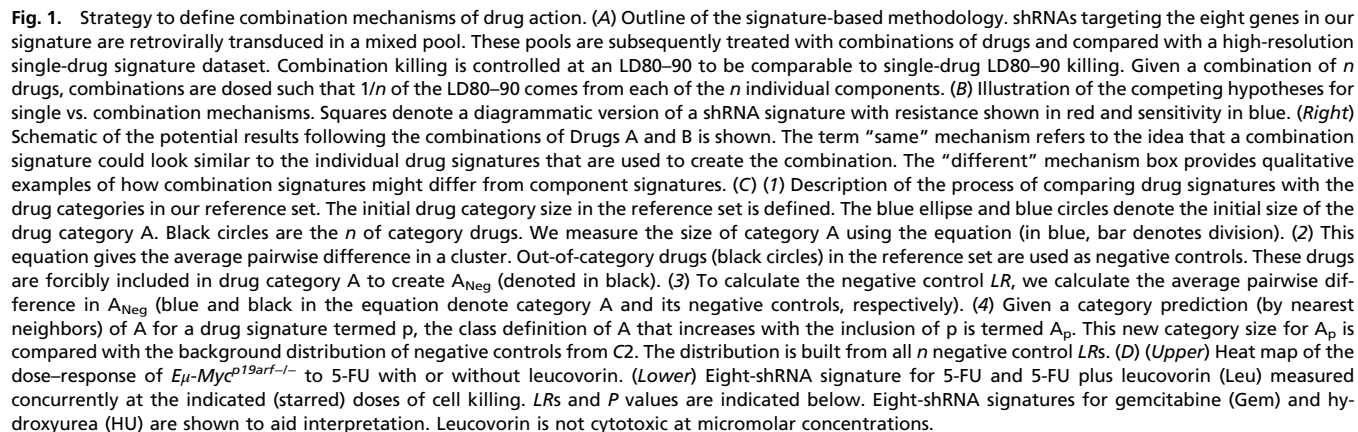 Fig. 1. Strategy to define combination mechanisms of drug action. (A) Outline of the signature-based methodology. shRNAs targeting the eight genes in our
signature are retrovirally transduced in a mixed pool. These pools are subsequently treated with combinations of drugs and compared with a high-resolution
single-drug signature dataset. Combination killing is controlled at an LD80–90 to be comparable to single-drug LD80–90 killing. Given a combination of n
drugs, combinations are dosed such that 1/n of the LD80–90 comes from each of the n individual components. (B) Illustration of the competing hypotheses for
single vs. combination mechanisms. Squares denote a diagrammatic version of a shRNA signature with resistance shown in red and sensitivity in blue. (Right)
Schematic of the potential results following the combinations of Drugs A and B is shown. The term “same” mechanism refers to the idea that a combination
signature could look similar to the individual drug signatures that are used to create the combination. The “different” mechanism box provides qualitative
examples of how combination signatures might differ from component signatures. (C) (1) Description of the process of comparing drug signatures with the
drug categories in our reference set. The initial drug category size in the reference set is defined. The blue ellipse and blue circles denote the initial size of the
drug category A. Black circles are the n of category drugs. We measure the size of category A using the equation (in blue, bar denotes division). (2) This
equation gives the average pairwise difference in a cluster. Out-of-category drugs (black circles) in the reference set are used as negative controls. These drugs
are forcibly included in drug category A to create ANeg (denoted in black). (3) To calculate the negative control LR, we calculate the average pairwise dif-
ference in ANeg (blue and black in the equation denote category A and its negative controls, respectively). (4) Given a category prediction (by nearest
neighbors) of A for a drug signature termed p, the class definition of A that increases with the inclusion of p is termed Ap. This new category size for Ap is
compared with the background distribution of negative controls from C2. The distribution is built from all n negative control LRs. (D) (Upper) Heat map of the
dose–response of Eμ-Mycp19arf−/− to 5-FU with or without leucovorin. (Lower) Eight-shRNA signature for 5-FU and 5-FU plus leucovorin (Leu) measured
concurrently at the indicated (starred) doses of cell killing. LRs and P values are indicated below. Eight-shRNA signatures for gemcitabine (Gem) and hy-
droxyurea (HU) are shown to aid interpretation. Leucovorin is not cytotoxic at micromolar concentrations.